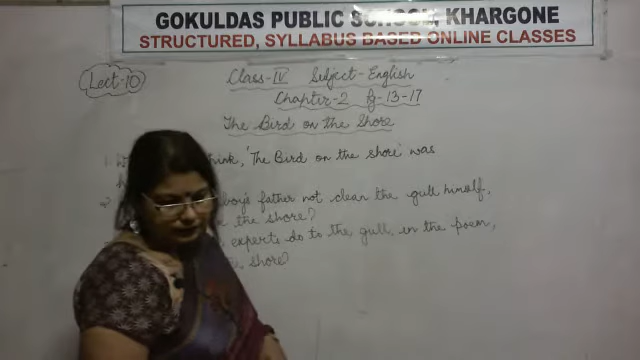 GOKULDAS PUBLIC SCHOOL, KHARGONE
STRUCTURED, SYLLABUS BASED ONLINE CLASSES
Lect-10
Class-IV Subject-English
Chapter-2 Pg-13-17
The Bird on the Shore
1. think, 'The Bird on the shore' was
boy's father not clean the gull himself,
the shore?
experts do to the gull, in the poem,
shore?